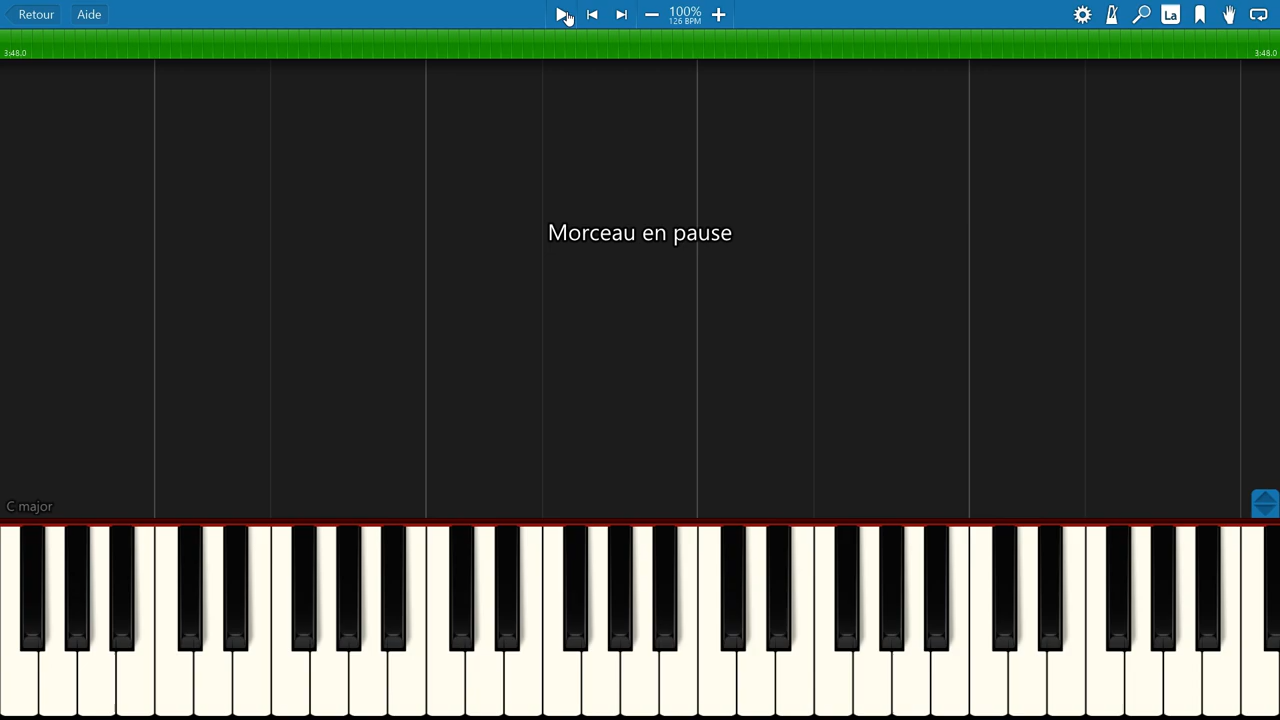 Retour Aide 100% La
126 BPM
3:48.0 3:48.0
Morceau en pause
C major